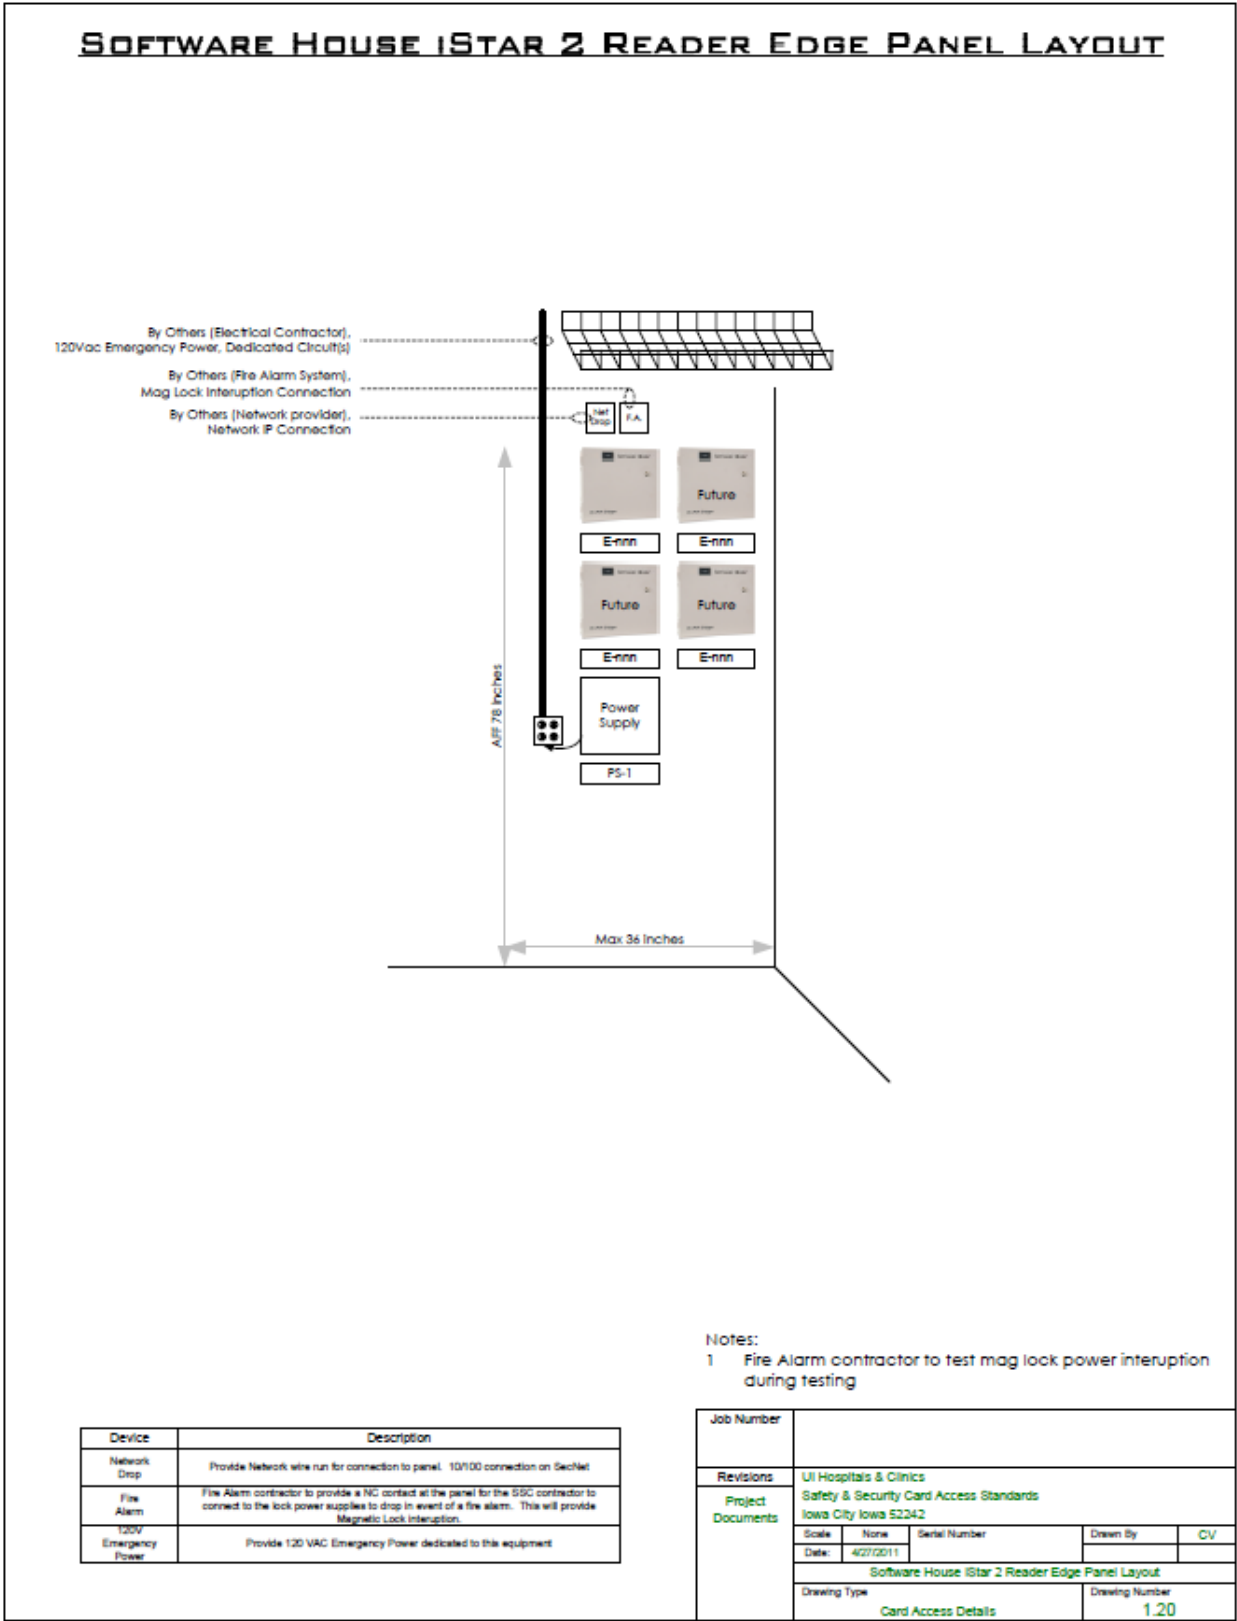 Software House iStar 2 Reader Edge Panel Layout
By Others (Electrical Contractor),
120Vac Emergency Power, Dedicated Circuit(s)
By Others (Fire Alarm System),
Mag Lock Interuption Connection
By Others (Network provider),
Network IP Connection
Net
Drop
F.A.
Future
E-nnn
E-nnn
Future
Future
E-nnn
E-nnn
AFF 78 Inches
Power
Supply
PS-1
Max 36 Inches
Notes:
1 Fire Alarm contractor to test mag lock power interuption
during testing
Device Description
Network
Drop
Provide Network wire run for connection to panel. 10/100 connection on SecNet
Fire
Alarm
Fire Alarm contractor to provide a NC contact at the panel for the SSC contractor to
connect to the lock power supplies to drop in event of a fire alarm. This will provide
Magnetic Lock interuption.
120V
Emergency
Power
Provide 120 VAC Emergency Power dedicated to this equipment
Job Number
Revisions
Project
Documents
UI Hospitals & Clinics
Safety & Security Card Access Standards
Iowa City Iowa 52242
Scale None Serial Number Drawn By CV
Date: 4/27/2011
Software House iStar 2 Reader Edge Panel Layout
Drawing Type
Card Access Details
Drawing Number
1.20